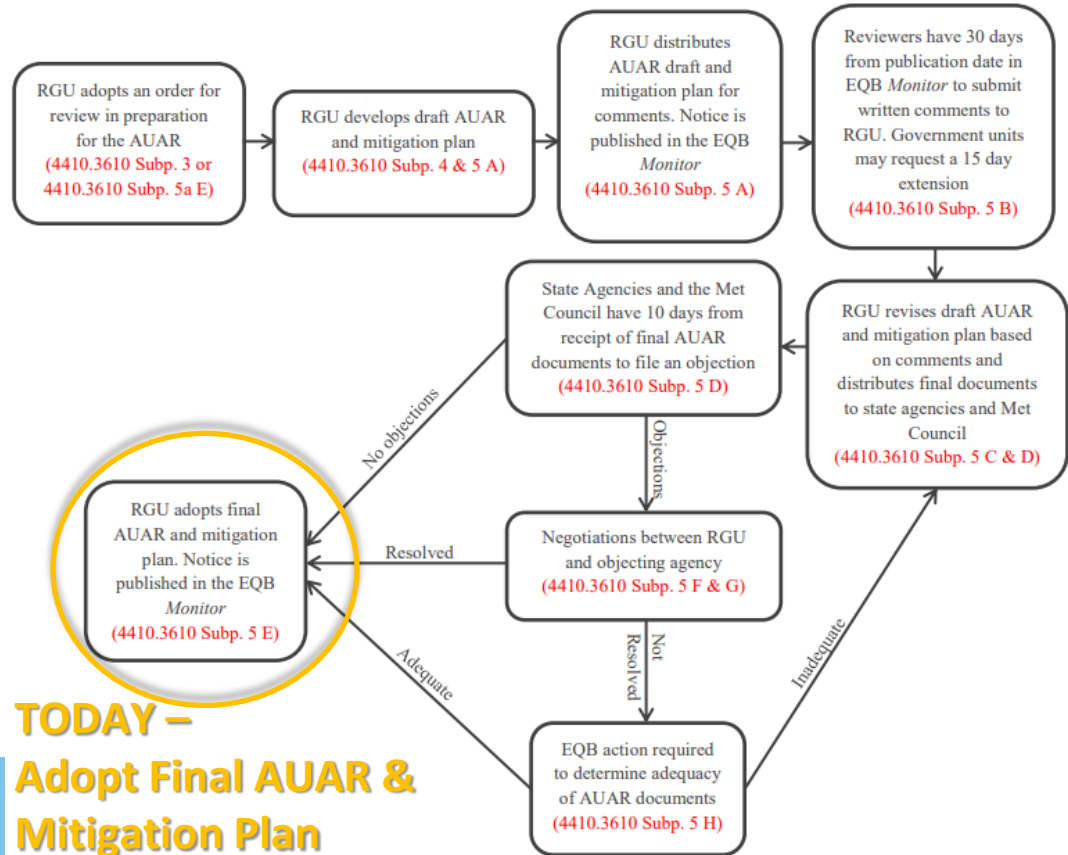 RGU adopts an order for
review in preparation
for the AUAR
(4410.3610 Subp. 3 or
4410.3610 Subp. 5a E)
RGU develops draft AUAR
and mitigation plan
(4410.3610 Subp. 4 & 5 A)
RGU distributes
AUAR draft and
mitigation plan for
comments. Notice is
published in the EQB
Monitor
(4410.3610 Subp. 5 A)
Reviewers have 30 days
from publication date in
EQB Monitor to submit
written comments to
RGU. Government units
may request a 15 day
extension
(4410.3610 Subp. 5 B)
RGU revises draft AUAR
and mitigation plan based
on comments and
distributes final documents
to state agencies and Met
Council
(4410.3610 Subp. 5 C & D)
State Agencies and the Met
Council have 10 days from
receipt of final AUAR
documents to file an objection
(4410.3610 Subp. 5 D)
No objections
Objections
RGU adopts final
AUAR and mitigation
plan. Notice is
published in the EQB
Monitor
(4410.3610 Subp. 5 E)
Resolved
Negotiations between RGU
and objecting agency
(4410.3610 Subp. 5 F & G)
Not
Resolved
Adequate
Inadequate
EQB action required
to determine adequacy
of AUAR documents
(4410.3610 Subp. 5 H)
TODAY –
Adopt Final AUAR &
Mitigation Plan